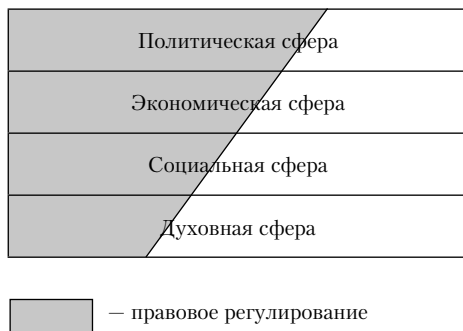 Политическая сфера
Экономическая сфера
Социальная сфера
Духовная сфера
— правовое регулирование